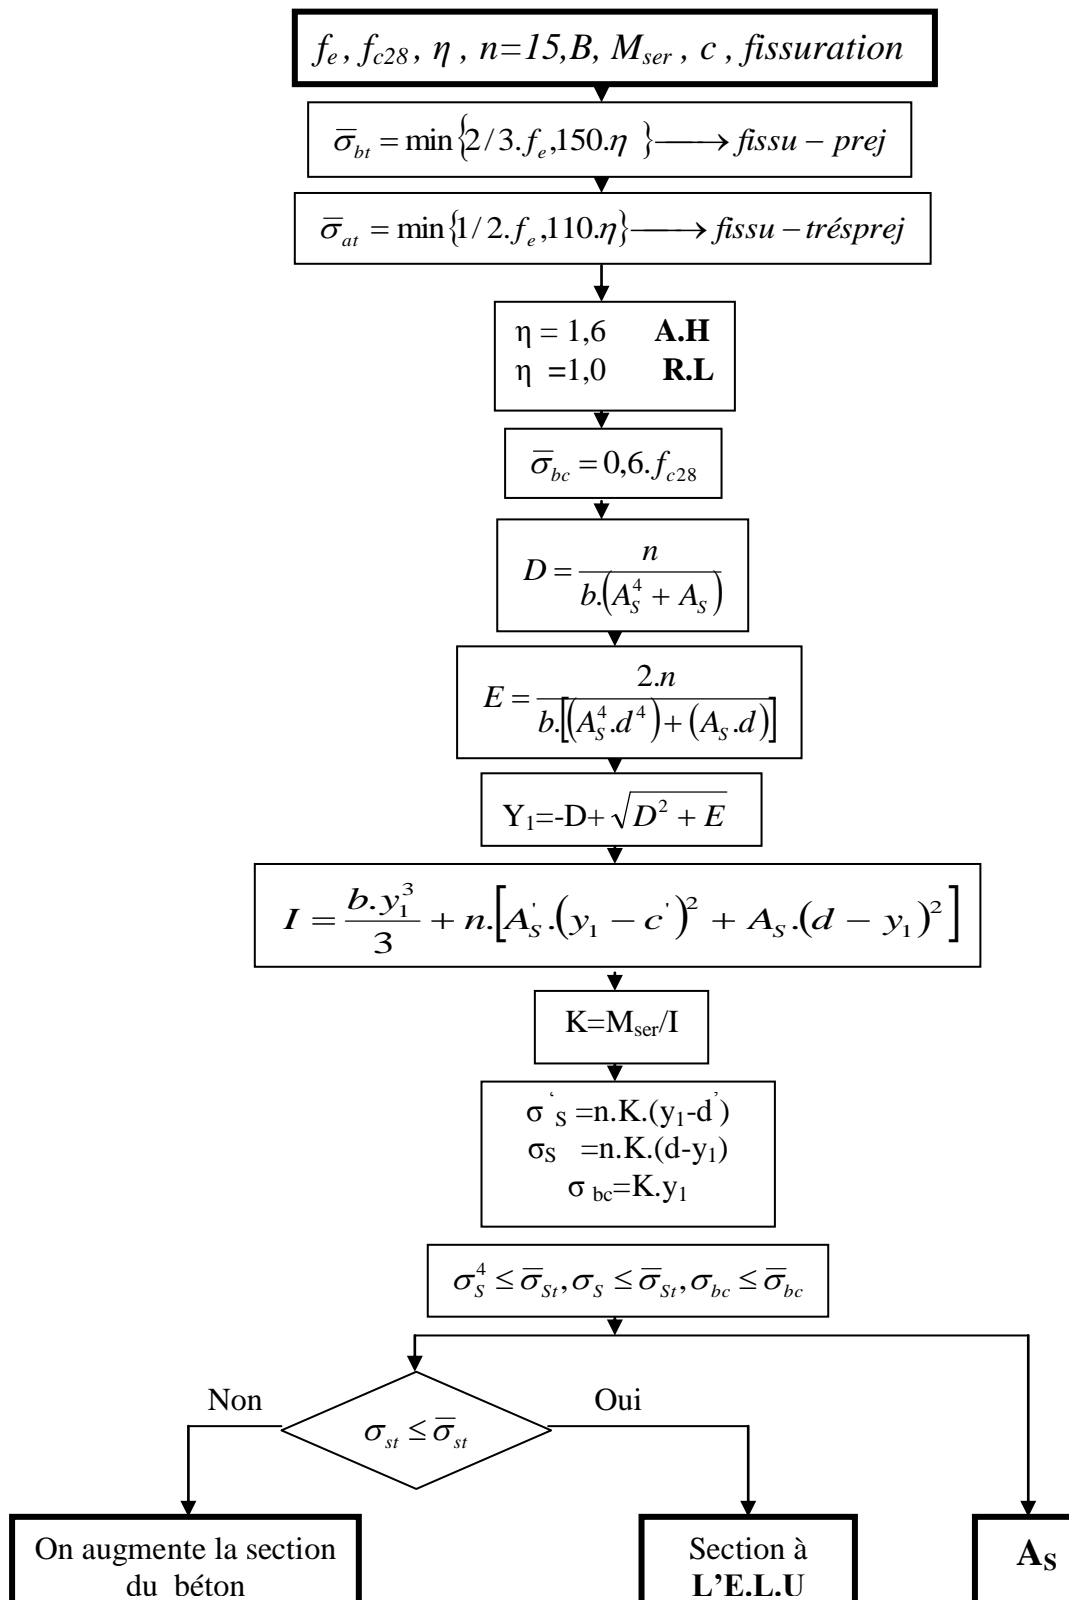 f_e, f_c28, η, n=15,B, M_ser, c, fissuration
σ̅_bt = min{2/3.f_e,150.η }⟶ fissu – prej
σ̅_at = min{1/2.f_e,110.η}⟶ fissu – trésprej
η = 1,6 A.H
η =1,0 R.L
σ̅_bc = 0,6.f_c28
D = n / b.(A_S^4 + A_S)
E = 2.n / b.[(A_S^4.d^4)+(A_S.d)]
Y_1=-D+ √(D^2 + E)
I = b.y_1^3 / 3 + n.[A_S^'.(y_1 – c^')^2 + A_S.(d – y_1)^2]
K=M_ser/I
σ‘_S =n.K.(y_1-d’)
σ_S =n.K.(d-y_1)
σ_bc=K.y_1
σ_S^4 ≤ σ̅_St, σ_S ≤ σ̅_St, σ_bc ≤ σ̅_bc
Non
Oui
σ_st ≤ σ̅_st
On augmente la section
du béton
Section à
L’E.L.U
A_S